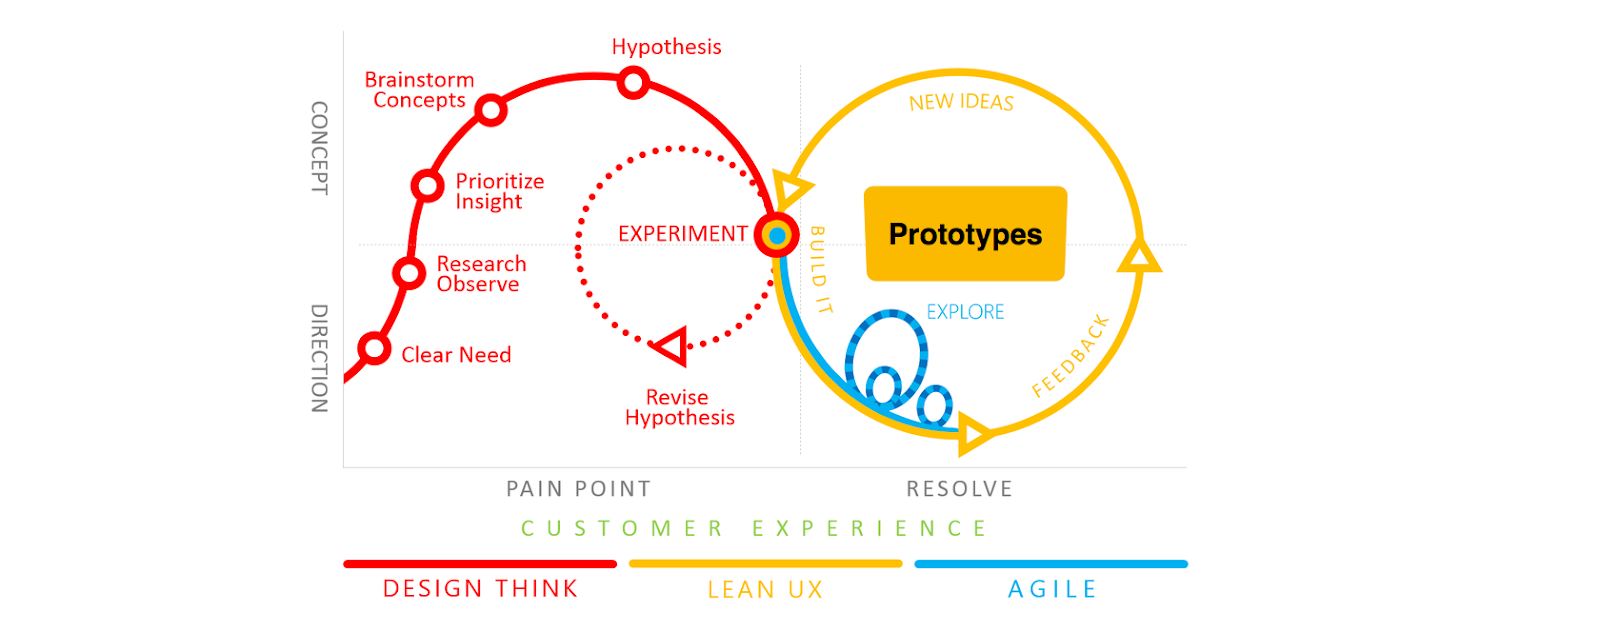 Hypothesis
Brainstorm
Concepts
NEW IDEAS
CONCEPT
Prioritize
Insight
EXPERIMENT
BUILD IT
Prototypes
Research
Observe
EXPLORE
DIRECTION
Clear Need
FEEDBACK
Revise
Hypothesis
PAIN POINT
RESOLVE
CUSTOMER EXPERIENCE
DESIGN THINK
LEAN UX
AGILE